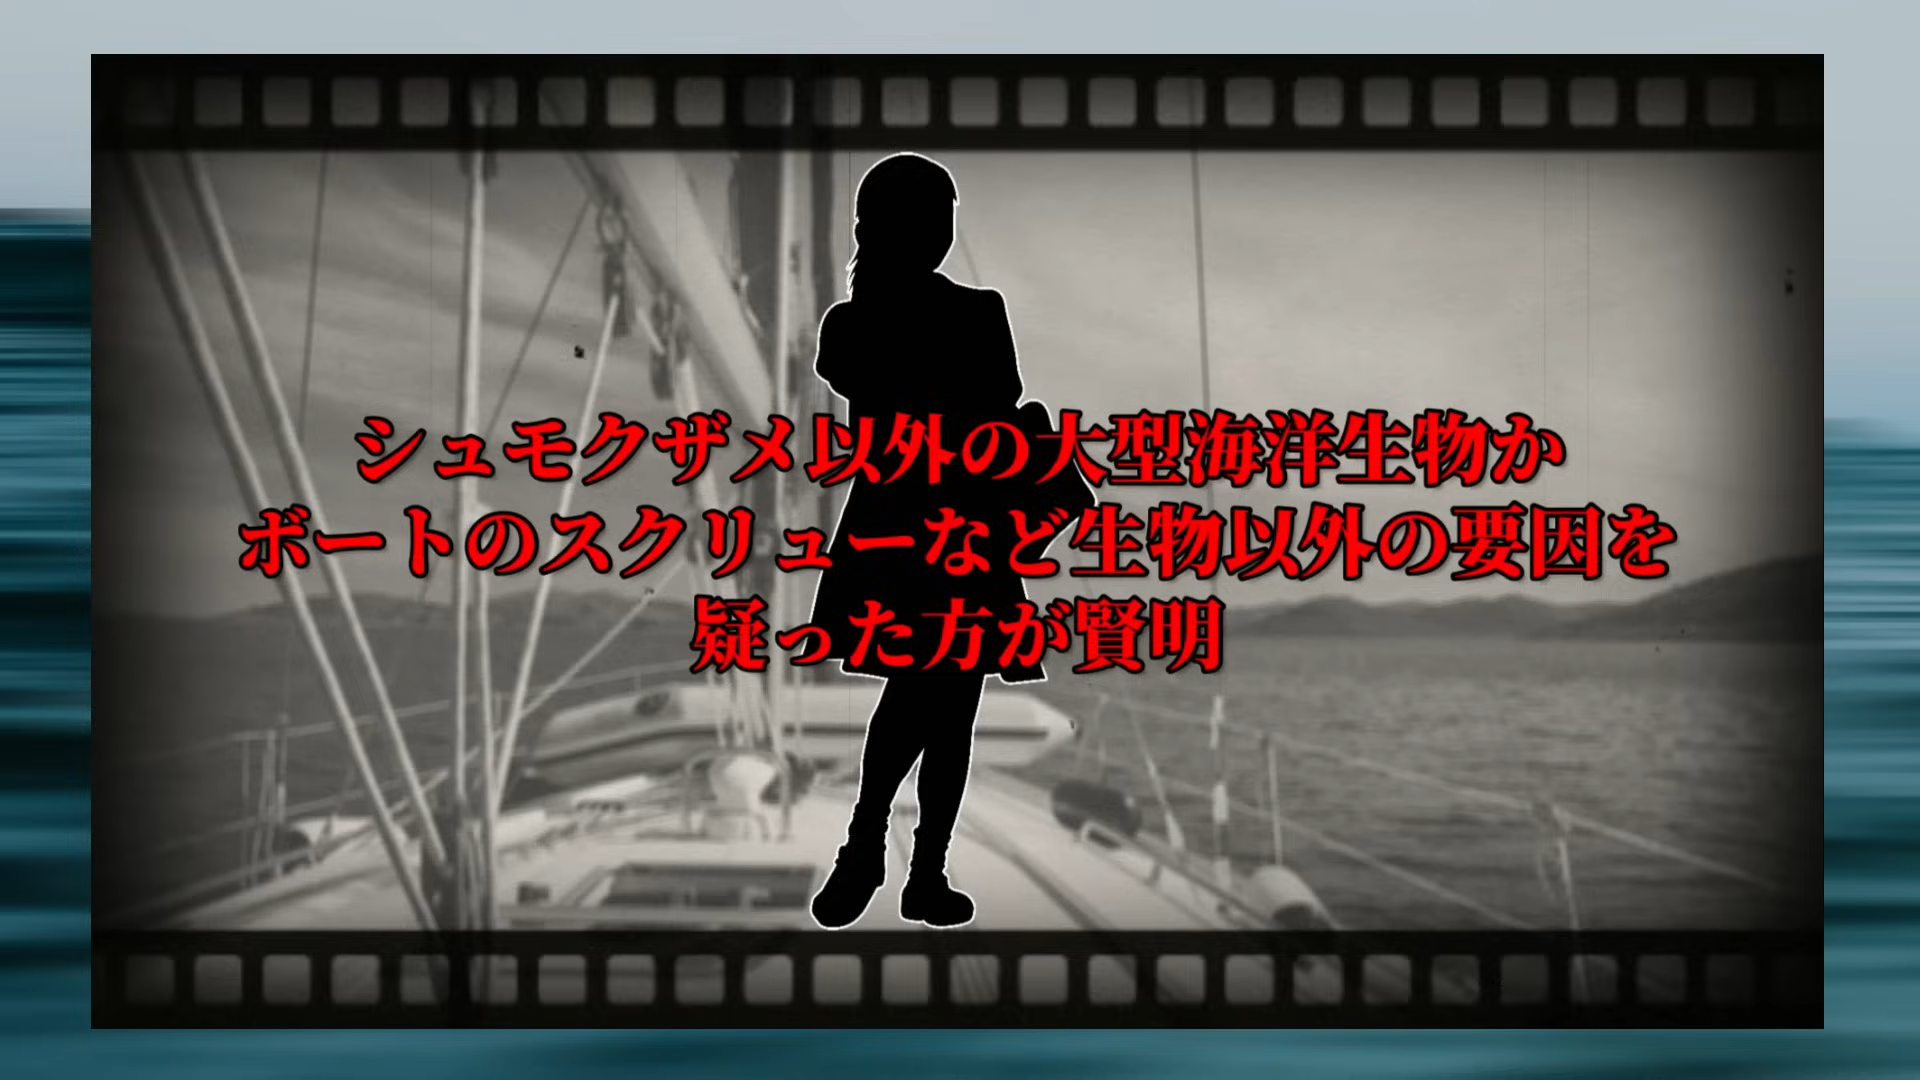 シュモクザメ以外の大型海洋生物か
ボートのスクリューなど生物以外の要因を
疑った方が賢明